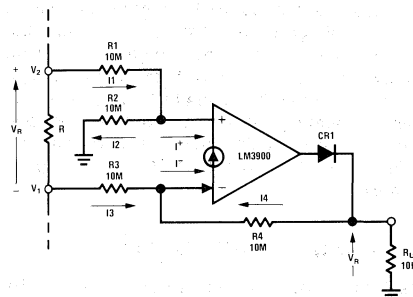 R1
10M
V2
I1
+
R2
10M
VR
R
I2
I+
+
LM3900
CR1
I−
−
−
R3
10M
V1
I3
I4
R4
10M
VR
RL